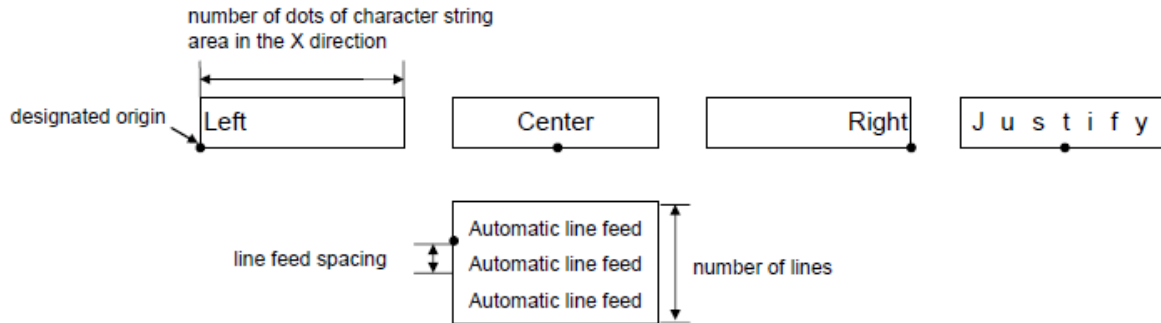 number of dots of character string
area in the X direction
designated origin
Left
Center
Right
J u s t i f y
Automatic line feed
line feed spacing
Automatic line feed
number of lines
Automatic line feed